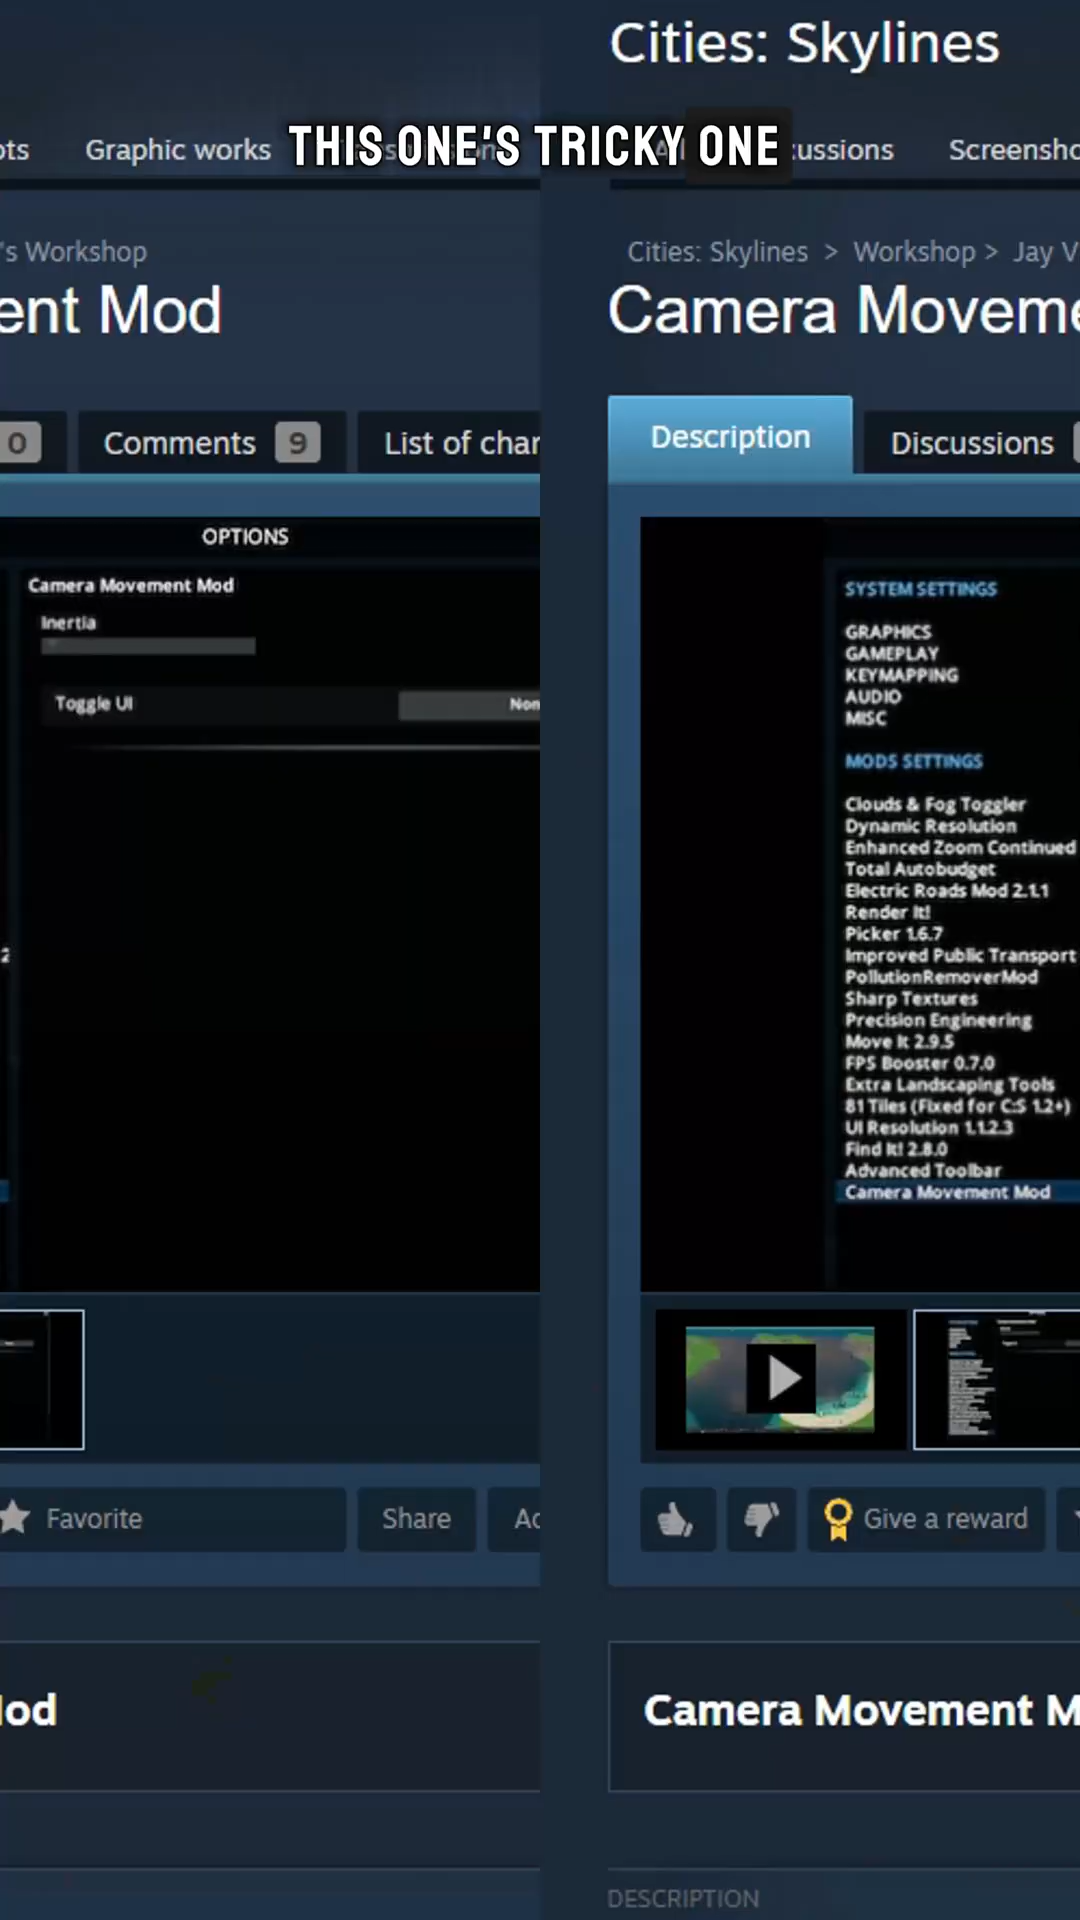 Cities: Skylines
THIS ONE'S TRICKY ONE
ots
Graphic works
cussions
Screensho
's Workshop
ent Mod
0
Comments 9
List of char
OPTIONS
Camera Movement Mod
Inertia
Toggle UI
Non
2
Favorite
Share
Ad
lod
Cities: Skylines > Workshop > Jay V
Camera Moveme
Description
Discussions
SYSTEM SETTINGS
GRAPHICS
GAMEPLAY
KEYMAPPING
AUDIO
MISC
MODS SETTINGS
Clouds & Fog Toggler
Dynamic Resolution
Enhanced Zoom Continued
Total Autobudget
Electric Roads Mod 2.1.1
Render It!
Picker 1.6.7
Improved Public Transport
PollutionRemoverMod
Sharp Textures
Precision Engineering
Move It 2.9.5
FPS Booster 0.7.0
Extra Landscaping Tools
81 Tiles (Fixed for C:S 1.2+)
UI Resolution 1.1.2.3
Find It! 2.8.0
Advanced Toolbar
Camera Movement Mod
Give a reward
Camera Movement M
DESCRIPTION